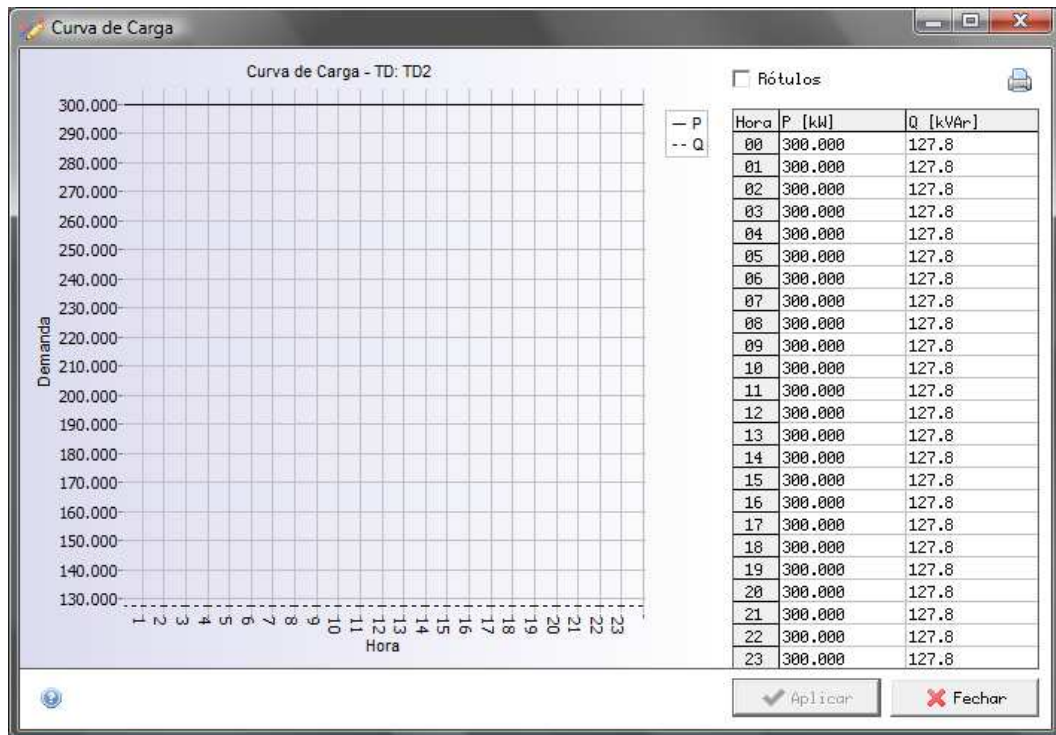 Curva de Carga
Curva de Carga - TD: TD2
300.000
290.000
280.000
270.000
260.000
250.000
240.000
230.000
220.000
210.000
200.000
190.000
180.000
170.000
160.000
150.000
140.000
130.000
Demanda
1 2 3 4 5 6 7 8 9 10 11 12 13 14 15 16 17 18 19 20 21 22 23
Hora
— P
-- Q
Rótulos
Hora P [kW] Q [kVAr]
00 300.000 127.8
01 300.000 127.8
02 300.000 127.8
03 300.000 127.8
04 300.000 127.8
05 300.000 127.8
06 300.000 127.8
07 300.000 127.8
08 300.000 127.8
09 300.000 127.8
10 300.000 127.8
11 300.000 127.8
12 300.000 127.8
13 300.000 127.8
14 300.000 127.8
15 300.000 127.8
16 300.000 127.8
17 300.000 127.8
18 300.000 127.8
19 300.000 127.8
20 300.000 127.8
21 300.000 127.8
22 300.000 127.8
23 300.000 127.8
Aplicar
Fechar